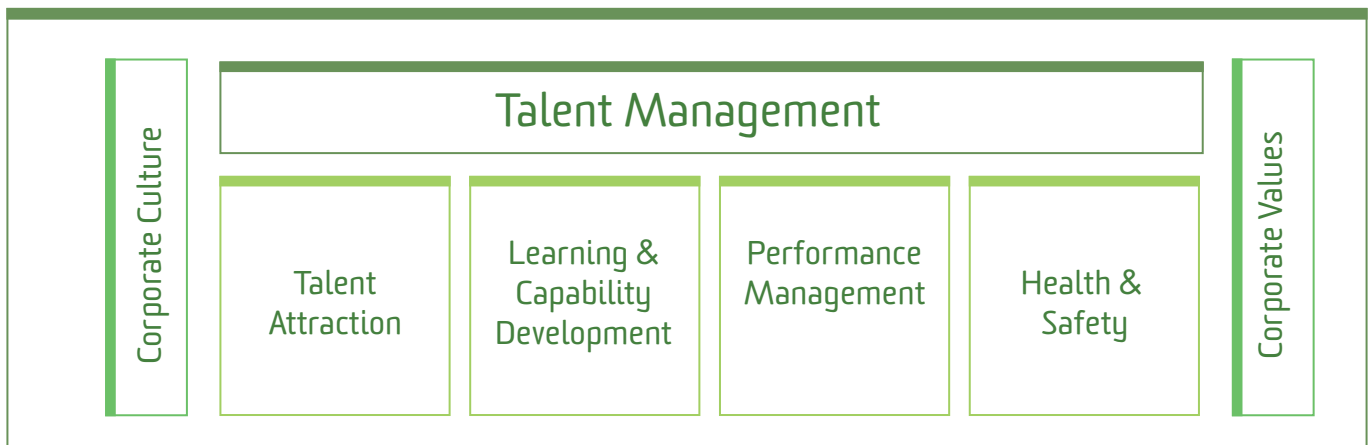 Corporate Culture
Talent Management
Talent
Attraction
Learning &
Capability
Development
Performance
Management
Health &
Safety
Corporate Values